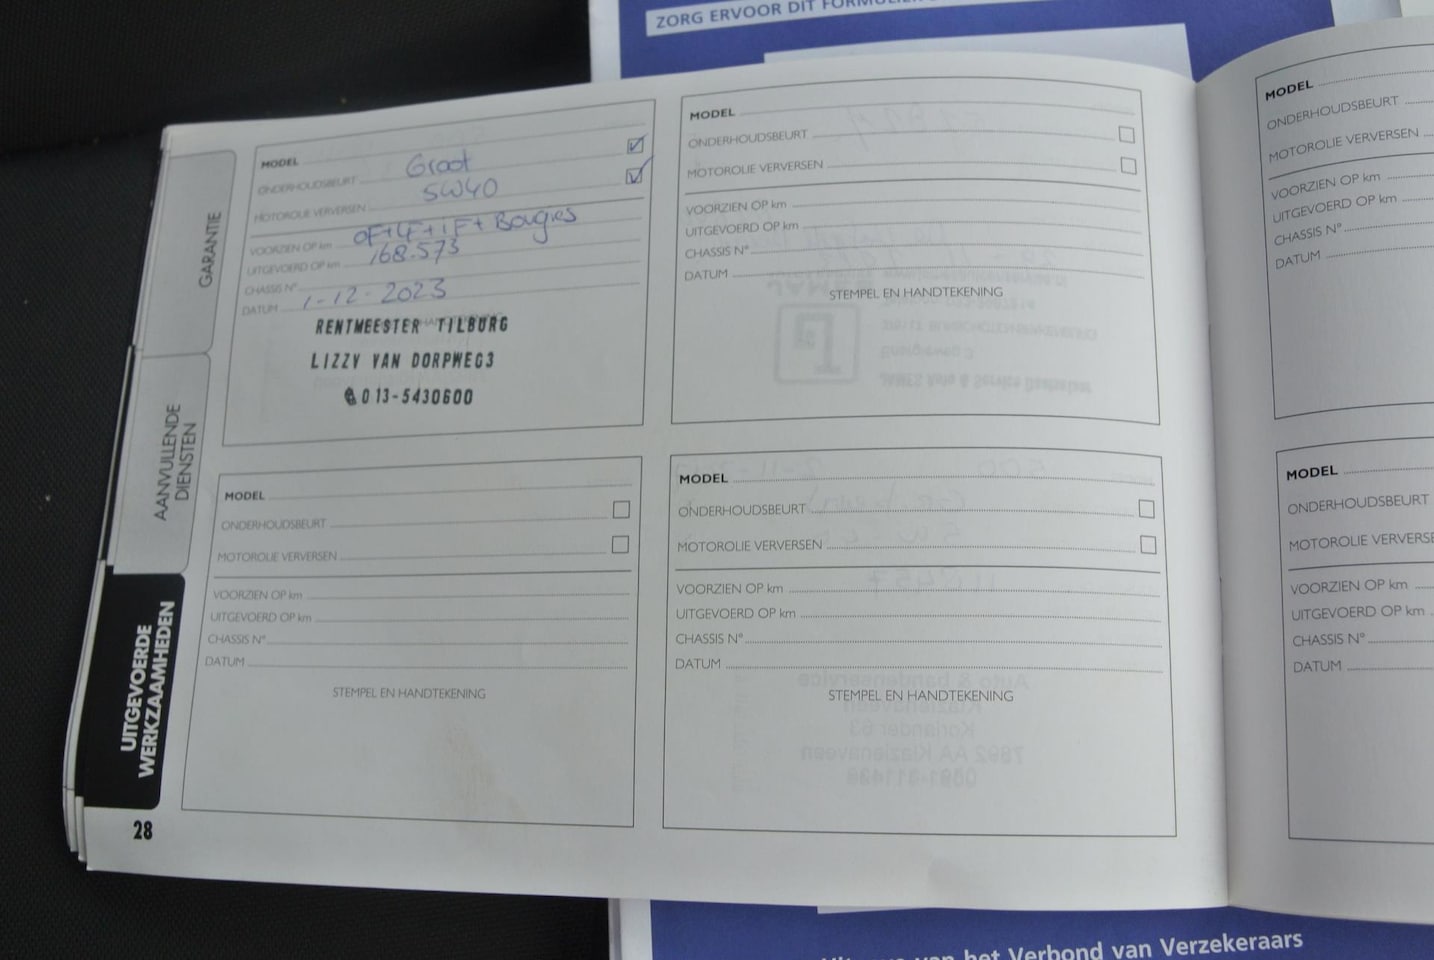 ZORG ERVOOR DIT FORMULIER
GARANTIE
AANVULLENDE
DIENSTEN
UITGEVOERDE
WERKZAAMHEDEN
28
MODEL
ONDERHOUDSBEURT Groot
MOTOROLIE VERVERSEN 5W40
VOORZIEN OP km OF+LF+iF+ Bougies
UITGEVOERD OP km 168.573
CHASSIS N°
DATUM 1-12-2023
RENTMEESTER TILBURG
LIZZY VAN DORPWEG3
013-5430600
MODEL
ONDERHOUDSBEURT
MOTOROLIE VERVERSEN
VOORZIEN OP km
UITGEVOERD OP km
CHASSIS N°
DATUM
STEMPEL EN HANDTEKENING
MODEL
ONDERHOUDSBEURT
MOTOROLIE VERVERSEN
VOORZIEN OP km
UITGEVOERD OP km
CHASSIS N°
DATUM
STEMPEL EN HANDTEKENING
MODEL
ONDERHOUDSBEURT
MOTOROLIE VERVERSEN
VOORZIEN OP km
UITGEVOERD OP km
CHASSIS N°
DATUM
STEMPEL EN HANDTEKENING
MODEL
ONDERHOUDSBEURT
MOTOROLIE VERVERSEN
VOORZIEN OP km
UITGEVOERD OP km
CHASSIS N°
DATUM
MODEL
ONDERHOUDSBEURT
MOTOROLIE VERVERSE
VOORZIEN OP km
UITGEVOERD OP km
CHASSIS N°
DATUM
van het Verbond van Verzekeraars